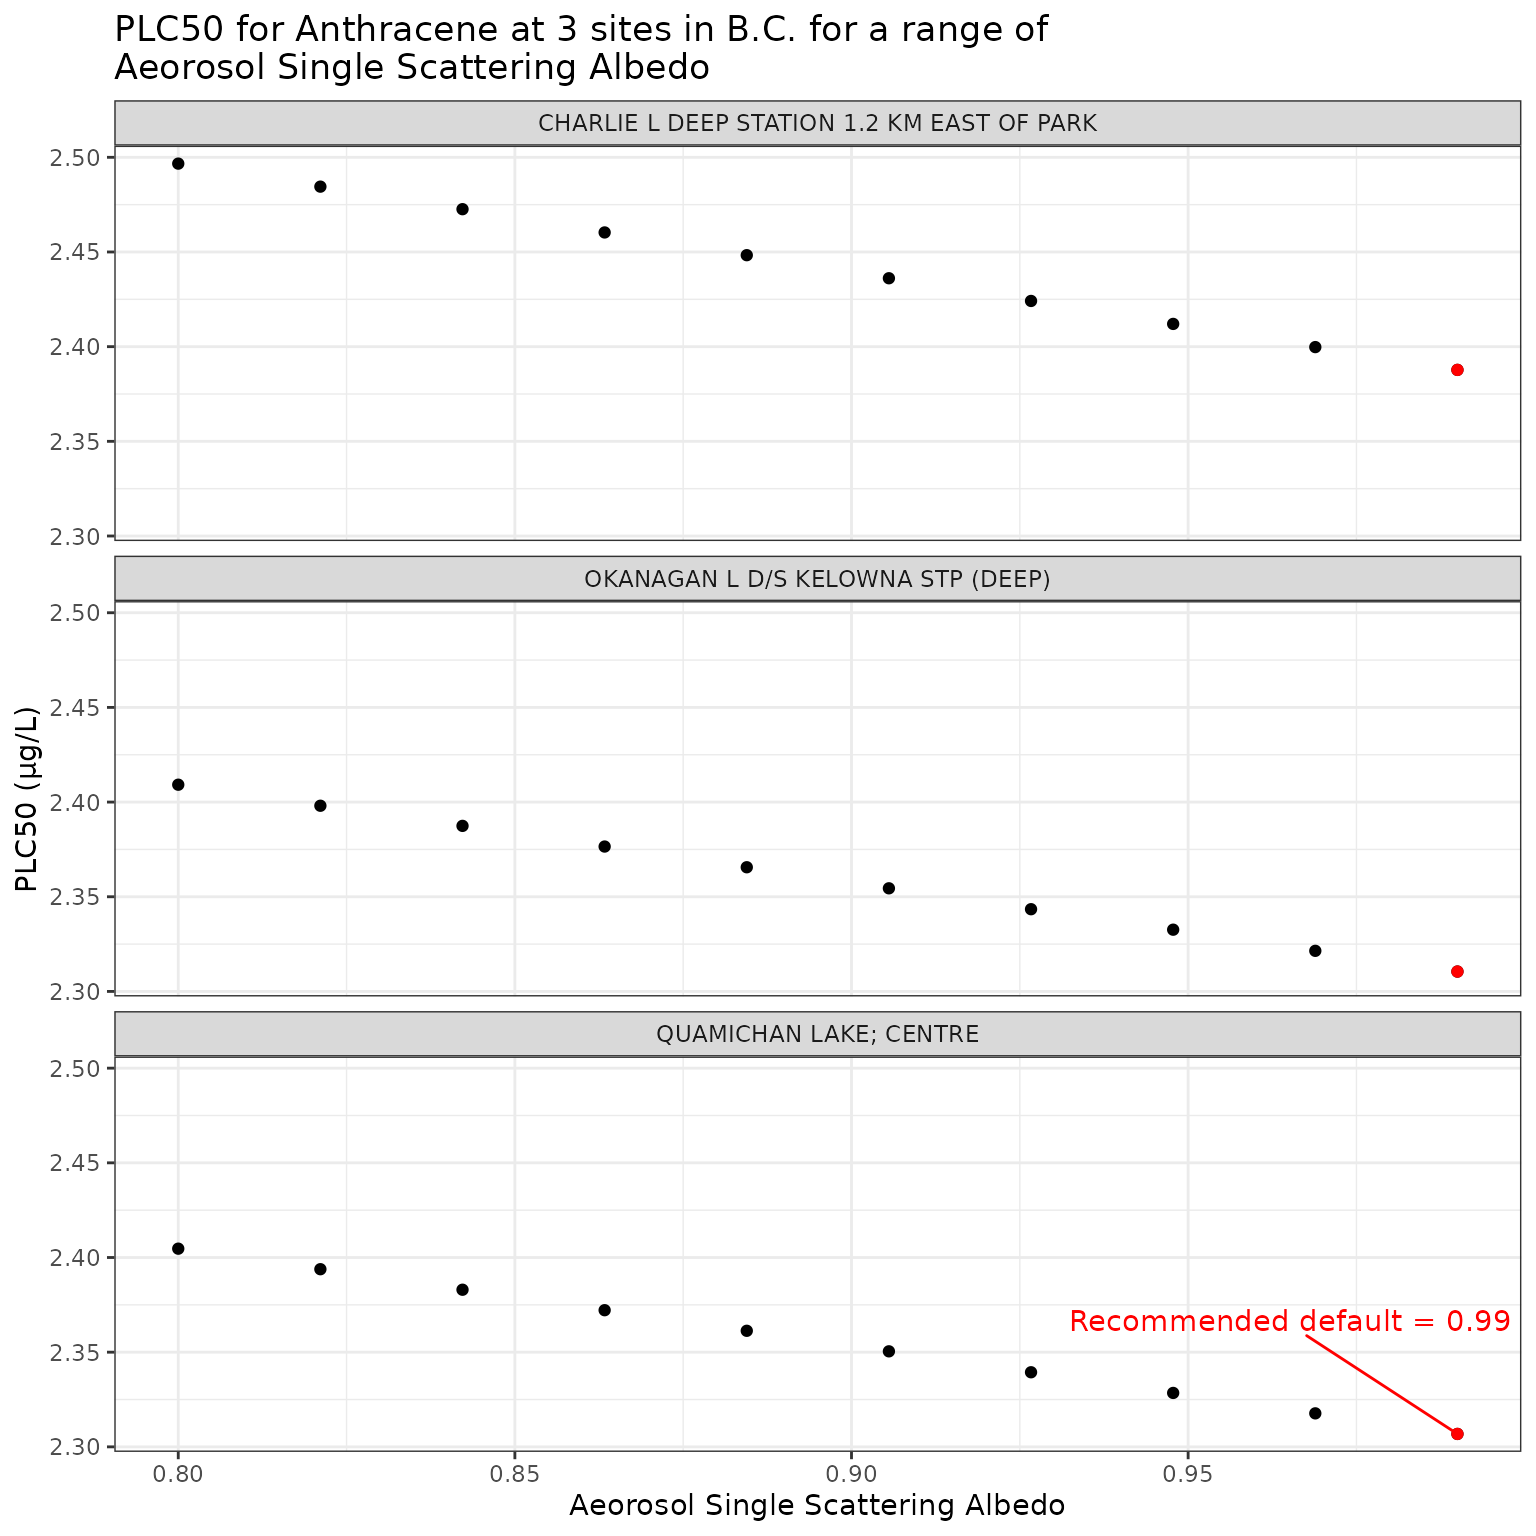 PLC50 for Anthracene at 3 sites in B.C. for a range of
Aeorosol Single Scattering Albedo
CHARLIE L DEEP STATION 1.2 KM EAST OF PARK
2.50
2.45
2.40
2.35
2.30
OKANAGAN L D/S KELOWNA STP (DEEP)
2.50
2.45
2.40
2.35
2.30
PLC50 (µg/L)
QUAMICHAN LAKE; CENTRE
2.50
2.45
2.40
2.35
2.30
Recommended default = 0.99
0.80
0.85
0.90
0.95
Aeorosol Single Scattering Albedo